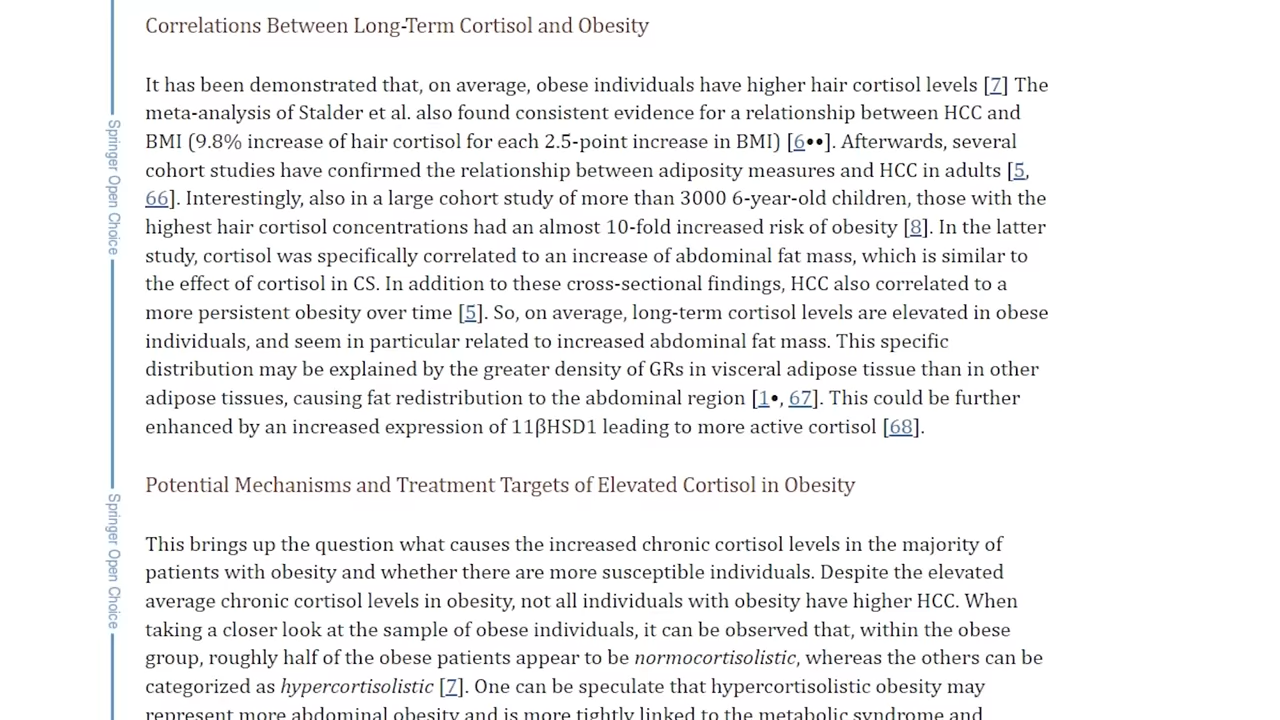 Correlations Between Long-Term Cortisol and Obesity
It has been demonstrated that, on average, obese individuals have higher hair cortisol levels [7] The
meta-analysis of Stalder et al. also found consistent evidence for a relationship between HCC and
BMI (9.8% increase of hair cortisol for each 2.5-point increase in BMI) [6••]. Afterwards, several
cohort studies have confirmed the relationship between adiposity measures and HCC in adults [5,
66]. Interestingly, also in a large cohort study of more than 3000 6-year-old children, those with the
highest hair cortisol concentrations had an almost 10-fold increased risk of obesity [8]. In the latter
study, cortisol was specifically correlated to an increase of abdominal fat mass, which is similar to
the effect of cortisol in CS. In addition to these cross-sectional findings, HCC also correlated to a
more persistent obesity over time [5]. So, on average, long-term cortisol levels are elevated in obese
individuals, and seem in particular related to increased abdominal fat mass. This specific
distribution may be explained by the greater density of GRs in visceral adipose tissue than in other
adipose tissues, causing fat redistribution to the abdominal region [1•, 67]. This could be further
enhanced by an increased expression of 11βHSD1 leading to more active cortisol [68].
Potential Mechanisms and Treatment Targets of Elevated Cortisol in Obesity
This brings up the question what causes the increased chronic cortisol levels in the majority of
patients with obesity and whether there are more susceptible individuals. Despite the elevated
average chronic cortisol levels in obesity, not all individuals with obesity have higher HCC. When
taking a closer look at the sample of obese individuals, it can be observed that, within the obese
group, roughly half of the obese patients appear to be normocortisolistic, whereas the others can be
categorized as hypercortisolistic [7]. One can be speculate that hypercortisolistic obesity may
represent more abdominal obesity and is more tightly linked to the metabolic syndrome and
Springer Open Choice
Springer Open Choice